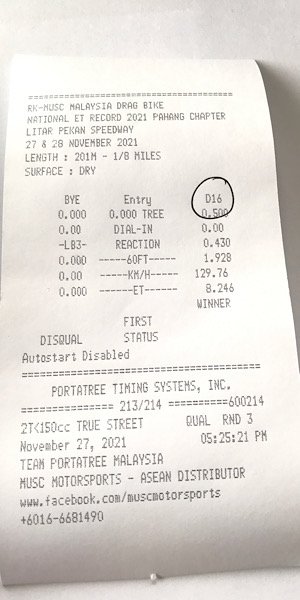 ==========================================
RK-MUSC MALAYSIA DRAG BIKE
NATIONAL ET RECORD 2021 PAHANG CHAPTER
LITAR PEKAN SPEEDWAY
27 & 28 NOVEMBER 2021
LENGTH : 201M - 1/8 MILES
SURFACE : DRY
BYE Entry D16
0.000 0.000 TREE 0.500
0.00 DIAL-IN 0.00
-LB3- REACTION 0.430
0.000 ------60FT------ 1.928
0.00 ------KM/H------ 129.76
0.000 -------ET------- 8.246
WINNER
FIRST
DISQUAL STATUS
Autostart Disabled
==========================================
PORTATREE TIMING SYSTEMS, INC.
=============== 213/214 ==========600214
2T<150cc TRUE STREET QUAL RND 3
November 27, 2021 05:25:21 PM
TEAM PORTATREE MALAYSIA
MUSC MOTORSPORTS - ASEAN DISTRIBUTOR
www.facebook.com/muscmotorsports
+6016-6681490